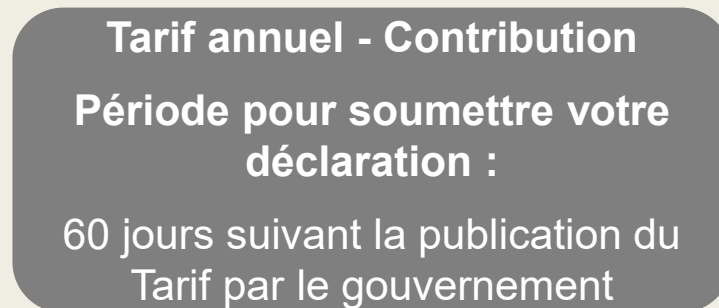 Tarif annuel - Contribution
Période pour soumettre votre
déclaration :
60 jours suivant la publication du
Tarif par le gouvernement